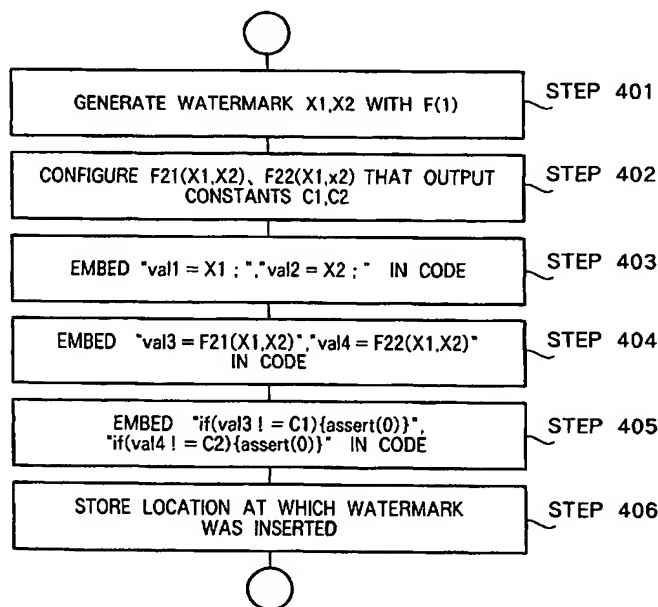 GENERATE WATERMARK X1,X2 WITH F(1)
STEP 401
CONFIGURE F21(X1,X2)、F22(X1,x2) THAT OUTPUT
CONSTANTS C1,C2
STEP 402
EMBED "val1 = X1 ; ","val2 = X2 ; " IN CODE
STEP 403
EMBED "val3 = F21(X1,X2)","val4 = F22(X1,X2)"
IN CODE
STEP 404
EMBED "if(val3 ! = C1){assert(0)}",
"if(val4 ! = C2){assert(0)}" IN CODE
STEP 405
STORE LOCATION AT WHICH WATERMARK
WAS INSERTED
STEP 406